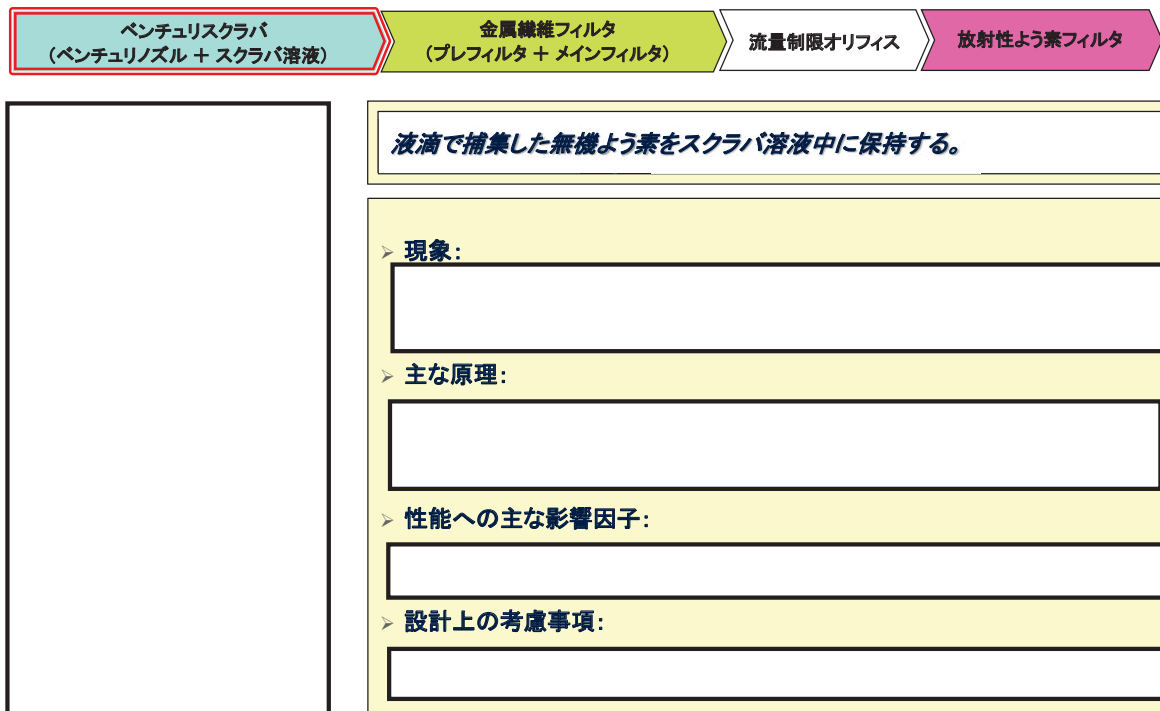 ベンチュリスクラバ
（ベンチュリノズル ＋ スクラバ溶液）
金属繊維フィルタ
（プレフィルタ ＋ メインフィルタ）
流量制限オリフィス
放射性よう素フィルタ
液滴で捕集した無機よう素をスクラバ溶液中に保持する。
➢ 現象：
➢ 主な原理：
➢ 性能への主な影響因子：
➢ 設計上の考慮事項：